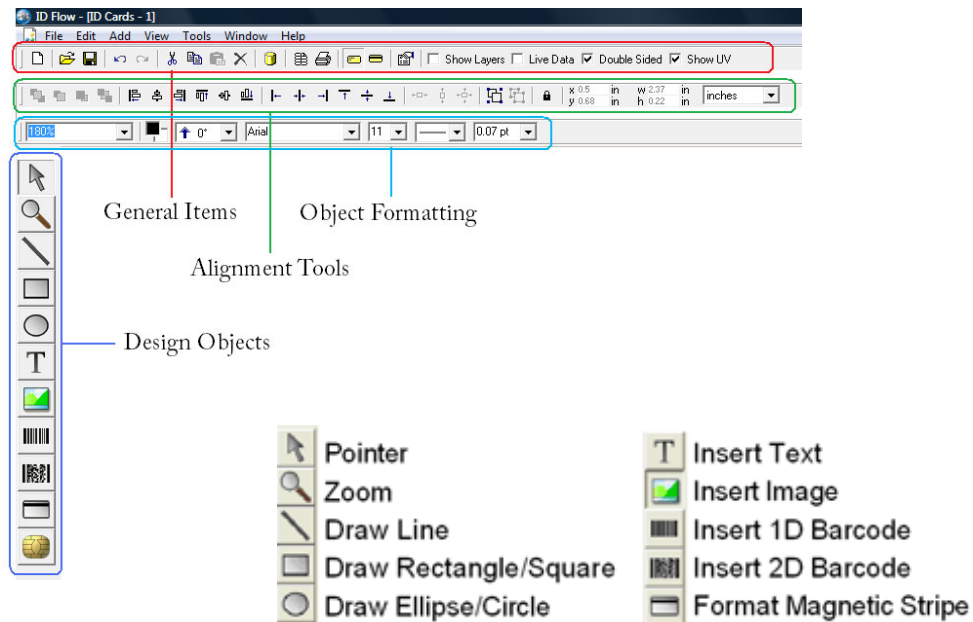 ID Flow - [ID Cards - 1]
File Edit Add View Tools Window Help
Show Layers Live Data Double Sided Show UV
x 0.5 in w 2.37 in inches
y 0.68 in h 0.22 in
180% 0° Arial 11 0.07 pt
General Items Object Formatting
Alignment Tools
Design Objects
T
Pointer
Zoom
Draw Line
Draw Rectangle/Square
Draw Ellipse/Circle
T Insert Text
Insert Image
Insert 1D Barcode
Insert 2D Barcode
Format Magnetic Stripe